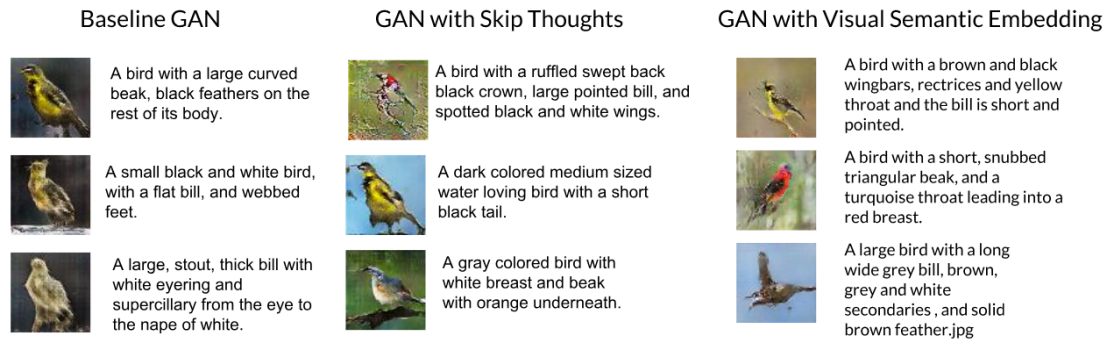 Baseline GAN
A bird with a large curved
beak, black feathers on the
rest of its body.
A small black and white bird,
with a flat bill, and webbed
feet.
A large, stout, thick bill with
white eyering and
supercillary from the eye to
the nape of white.
GAN with Skip Thoughts
A bird with a ruffled swept back
black crown, large pointed bill, and
spotted black and white wings.
A dark colored medium sized
water loving bird with a short
black tail.
A gray colored bird with
white breast and beak
with orange underneath.
GAN with Visual Semantic Embedding
A bird with a brown and black
wingbars, rectrices and yellow
throat and the bill is short and
pointed.
A bird with a short, snubbed
triangular beak, and a
turquoise throat leading into a
red breast.
A large bird with a long
wide grey bill, brown,
grey and white
secondaries , and solid
brown feather.jpg